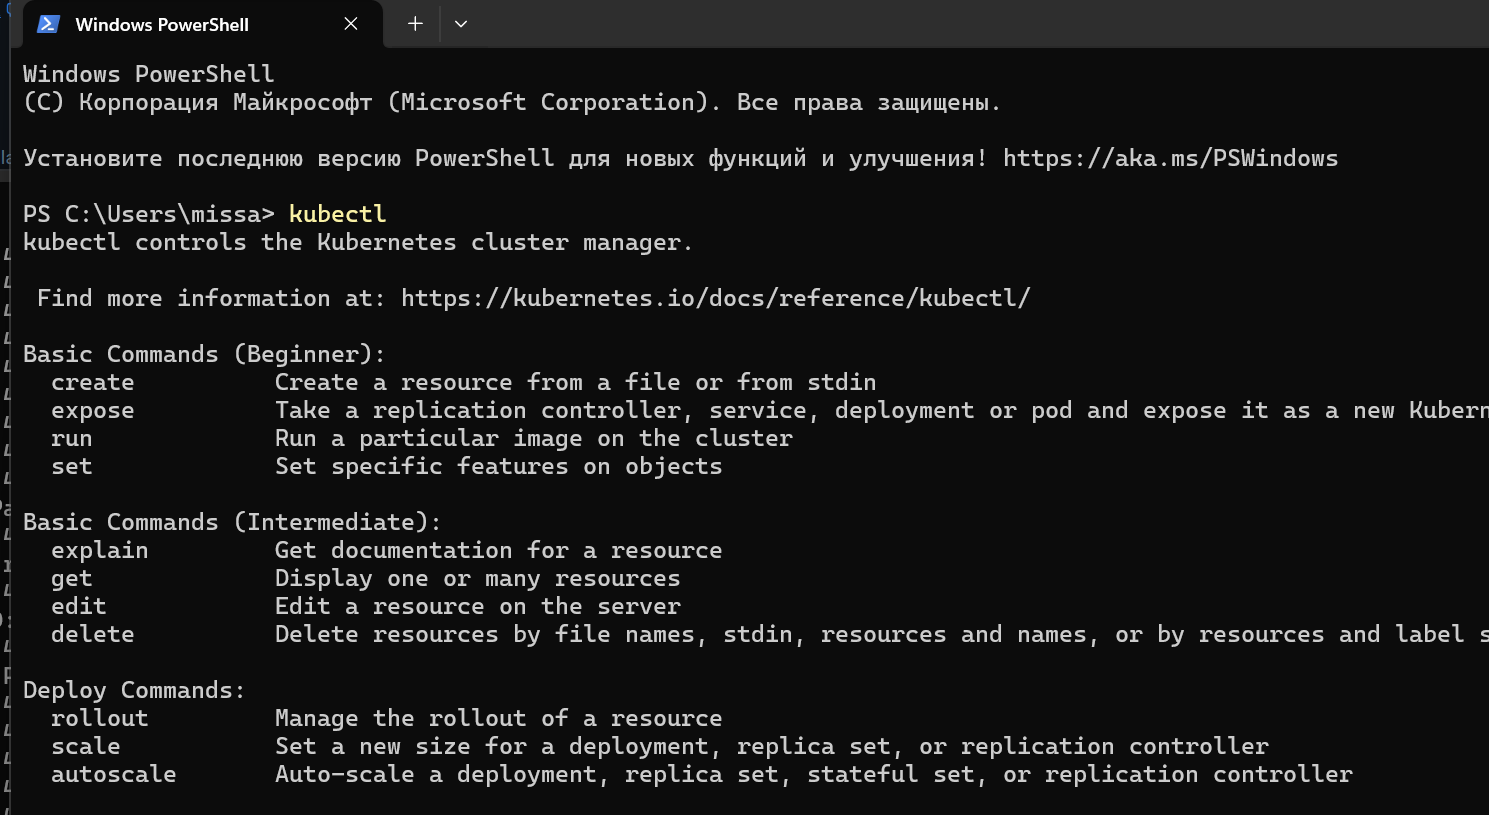 Windows PowerShell
Windows PowerShell
(C) Корпорация Майкрософт (Microsoft Corporation). Все права защищены.
Установите последнюю версию PowerShell для новых функций и улучшения! https://aka.ms/PSWindows
PS C:\Users\missa> kubectl
kubectl controls the Kubernetes cluster manager.
Find more information at: https://kubernetes.io/docs/reference/kubectl/
Basic Commands (Beginner):
create Create a resource from a file or from stdin
expose Take a replication controller, service, deployment or pod and expose it as a new Kubern
run Run a particular image on the cluster
set Set specific features on objects
Basic Commands (Intermediate):
explain Get documentation for a resource
get Display one or many resources
edit Edit a resource on the server
delete Delete resources by file names, stdin, resources and names, or by resources and label s
Deploy Commands:
rollout Manage the rollout of a resource
scale Set a new size for a deployment, replica set, or replication controller
autoscale Auto-scale a deployment, replica set, stateful set, or replication controller